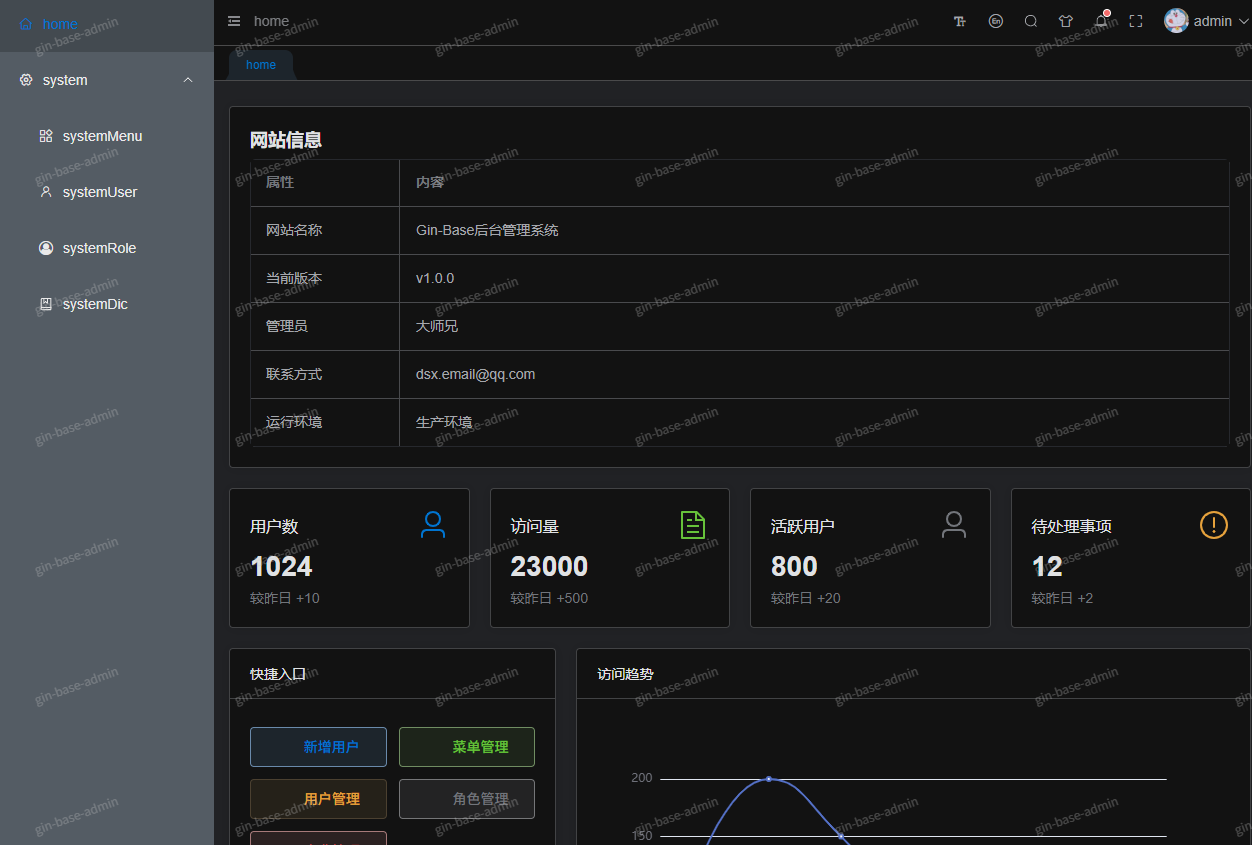 home
system
systemMenu
systemUser
systemRole
systemDic
home
En
admin
home
网站信息
属性 内容
网站名称 Gin-Base后台管理系统
当前版本 v1.0.0
管理员 大师兄
联系方式 dsx.email@qq.com
运行环境 生产环境
用户数
1024
较昨日 +10
访问量
23000
较昨日 +500
活跃用户
800
较昨日 +20
待处理事项
12
较昨日 +2
快捷入口
新增用户
菜单管理
用户管理
角色管理
访问趋势
200
150
gin-base-admin